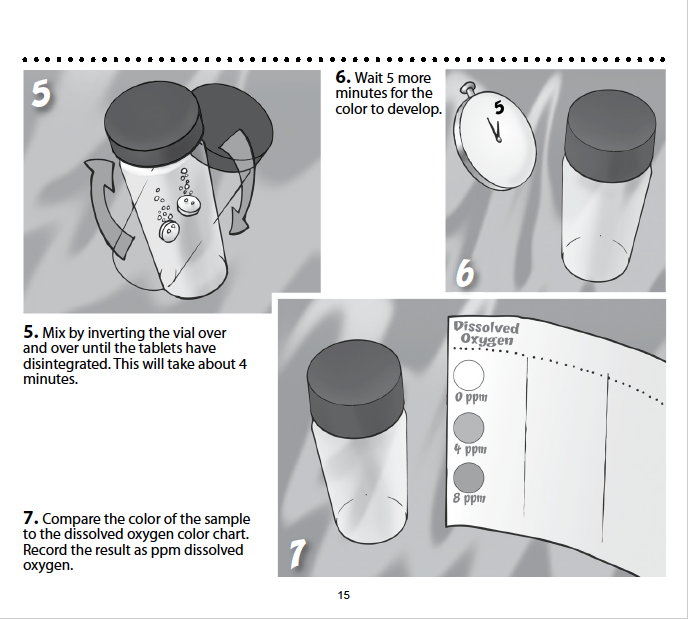 5
6. Wait 5 more
minutes for the
color to develop.
5
6
5. Mix by inverting the vial over
and over until the tablets have
disintegrated. This will take about 4
minutes.
Dissolved
Oxygen
0 ppm
4 ppm
8 ppm
7. Compare the color of the sample
to the dissolved oxygen color chart.
Record the result as ppm dissolved
oxygen.
7
15